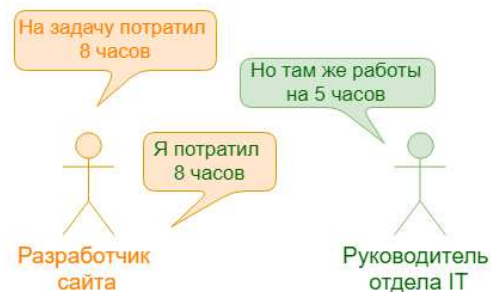 На задачу потратил
8 часов
Но там же работы
на 5 часов
Я потратил
8 часов
Разработчик
сайта
Руководитель
отдела IT